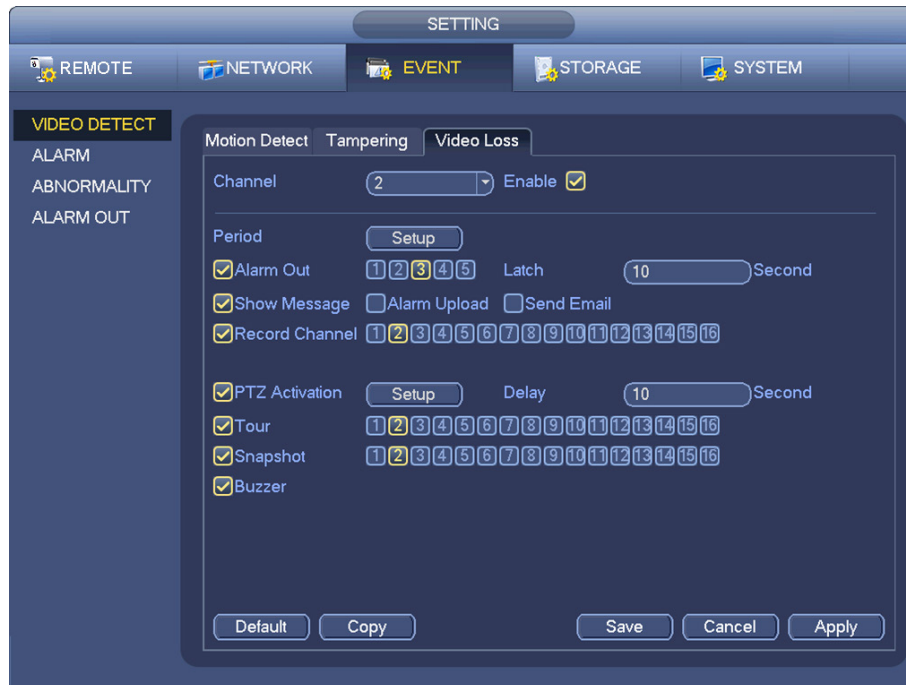 SETTING
REMOTE NETWORK EVENT STORAGE SYSTEM
VIDEO DETECT
ALARM
ABNORMALITY
ALARM OUT
Motion Detect Tampering Video Loss
Channel 2 Enable
Period Setup
Alarm Out 1 2 3 4 5 Latch 10 Second
Show Message Alarm Upload Send Email
Record Channel 1 2 3 4 5 6 7 8 9 10 11 12 13 14 15 16
PTZ Activation Setup Delay 10 Second
Tour 1 2 3 4 5 6 7 8 9 10 11 12 13 14 15 16
Snapshot 1 2 3 4 5 6 7 8 9 10 11 12 13 14 15 16
Buzzer
Default Copy Save Cancel Apply